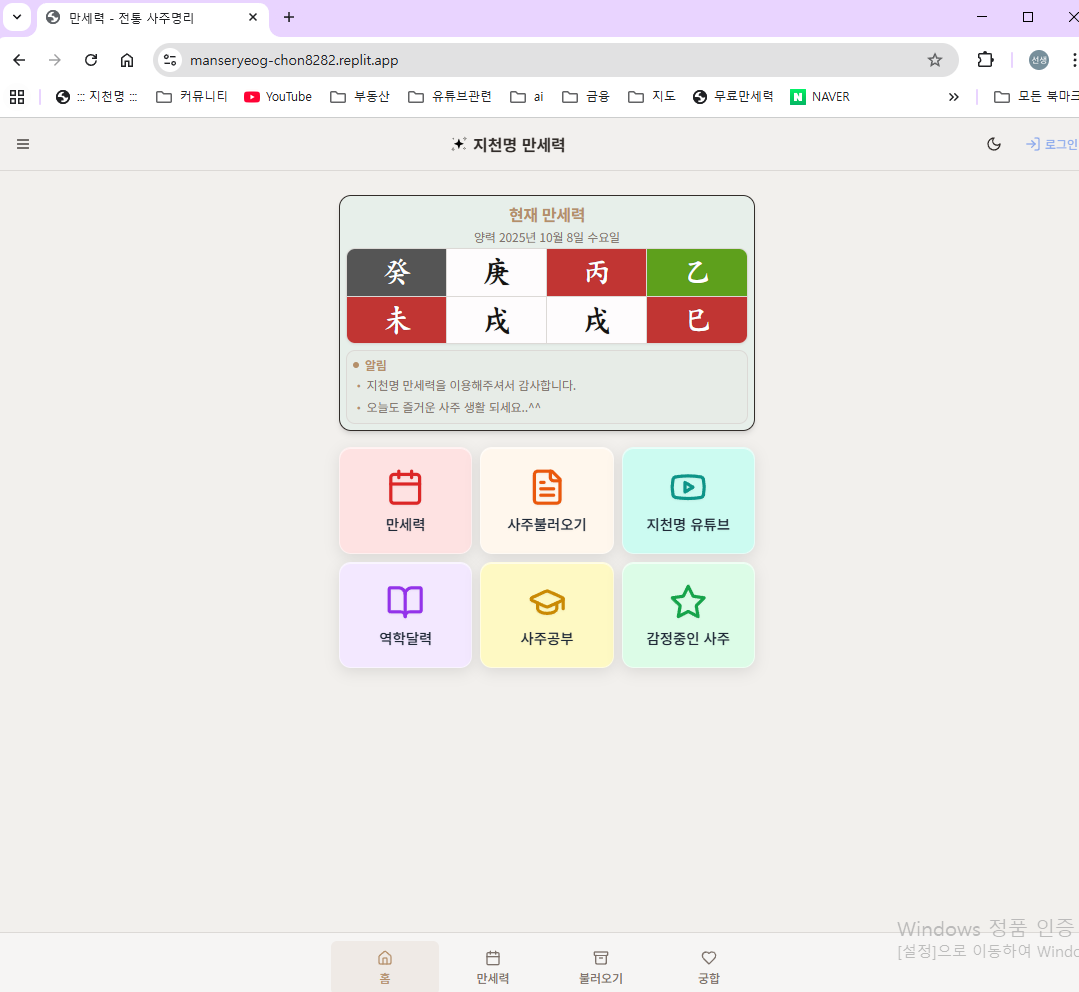 만세력 - 전통 사주명리
manseryeog-chon8282.replit.app
선생
::: 지천명 :::
커뮤니티
YouTube
부동산
유튜브관련
ai
금융
지도
무료만세력
N NAVER
모든 북마크
지천명 만세력
로그인
현재 만세력
양력 2025년 10월 8일 수요일
癸 庚 丙 乙
未 戌 戌 巳
알림
지천명 만세력을 이용해주셔서 감사합니다.
오늘도 즐거운 사주 생활 되세요..^^
만세력 사주불러오기 지천명 유튜브
역학달력 사주공부 감정중인 사주
Windows 정품 인증
[설정]으로 이동하여 Windo
홈 만세력 불러오기 궁합